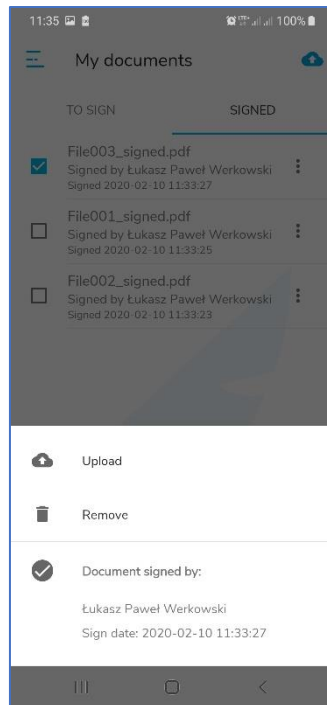 11:35 100%
My documents
TO SIGN SIGNED
File003_signed.pdf
Signed by Łukasz Paweł Werkowski
Signed 2020-02-10 11:33:27
File001_signed.pdf
Signed by Łukasz Paweł Werkowski
Signed 2020-02-10 11:33:25
File002_signed.pdf
Signed by Łukasz Paweł Werkowski
Signed 2020-02-10 11:33:23
Upload
Remove
Document signed by:
Łukasz Paweł Werkowski
Sign date: 2020-02-10 11:33:27